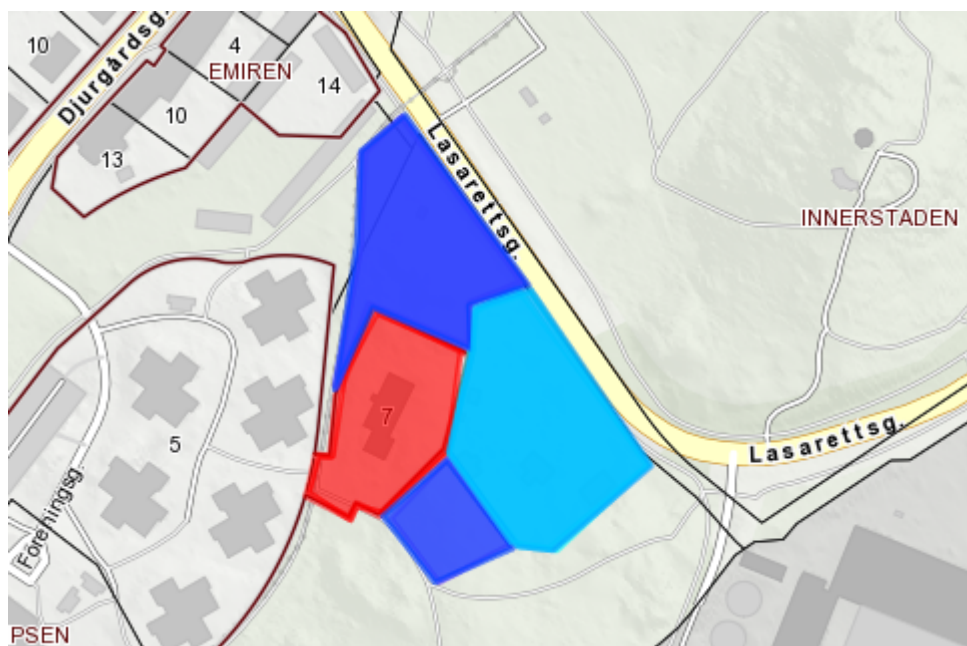 10
4
EMIREN
Djurgårdsg.
14
10
13
Lasarettsg.
INNERSTADEN
7
5
Lasarettsg.
Föreningsg.
PSEN